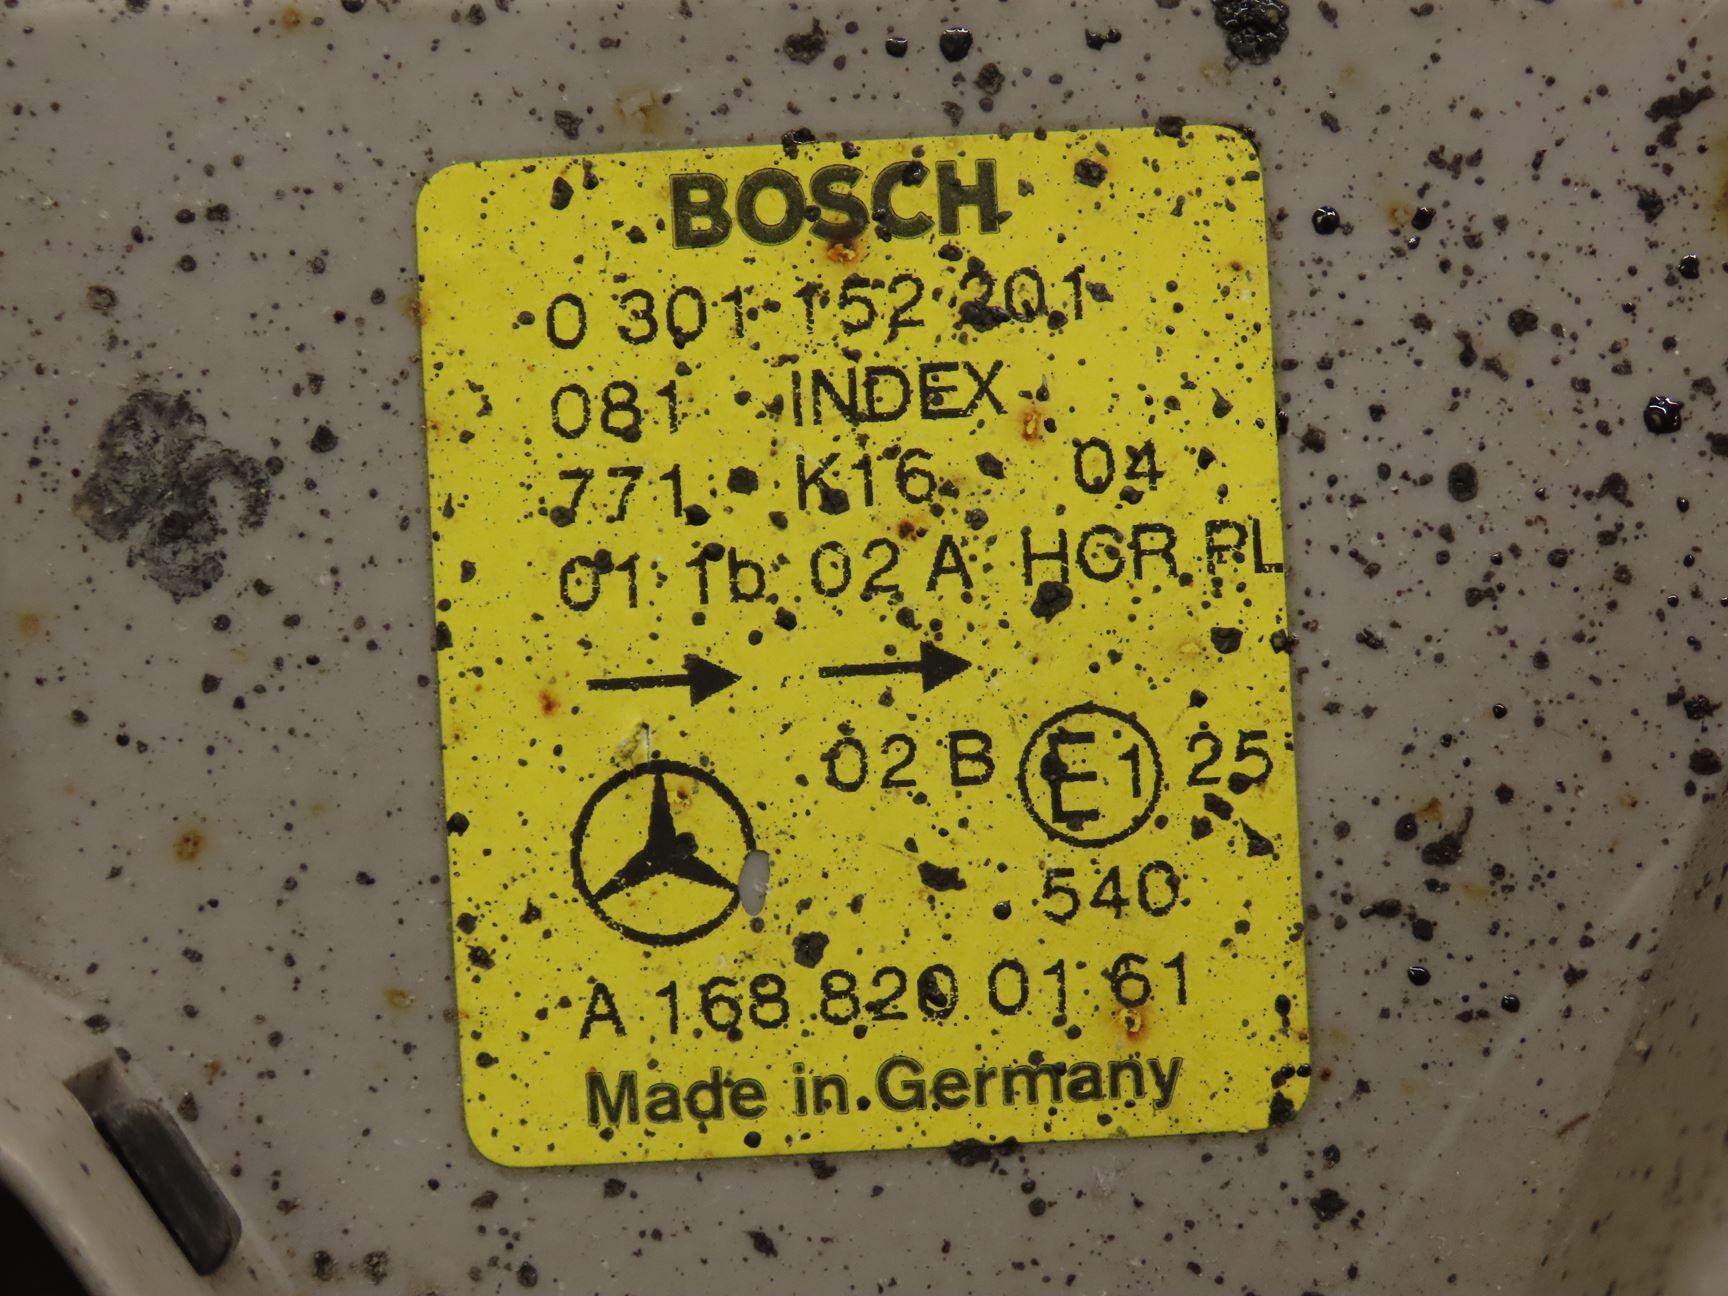 BOSCH
0 301 152 201
081 INDEX
771 K16 04
01 1b 02 A HCR PL
02 B E1 25
540
A 168 820 01 61
Made in Germany